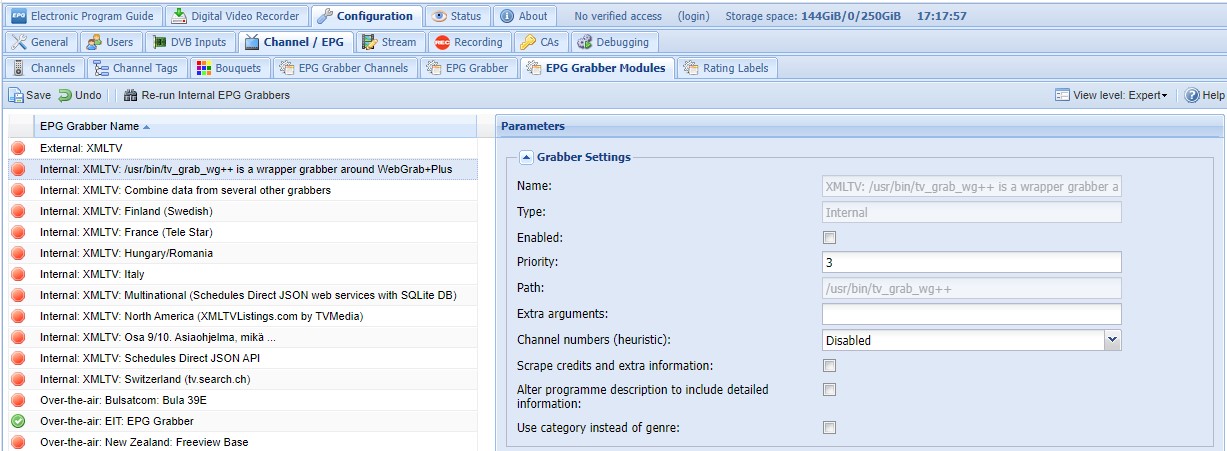 EPG Electronic Program Guide Digital Video Recorder Configuration Status About No verified access (login) Storage space: 144GiB/0/250GiB 17:17:57
General Users DVB Inputs Channel / EPG Stream REC Recording CAs Debugging
Channels Channel Tags Bouquets EPG Grabber Channels EPG Grabber EPG Grabber Modules Rating Labels
Save Undo Re-run Internal EPG Grabbers View level: Expert Help
EPG Grabber Name
External: XMLTV
Internal: XMLTV: /usr/bin/tv_grab_wg++ is a wrapper grabber around WebGrab+Plus
Internal: XMLTV: Combine data from several other grabbers
Internal: XMLTV: Finland (Swedish)
Internal: XMLTV: France (Tele Star)
Internal: XMLTV: Hungary/Romania
Internal: XMLTV: Italy
Internal: XMLTV: Multinational (Schedules Direct JSON web services with SQLite DB)
Internal: XMLTV: North America (XMLTVListings.com by TVMedia)
Internal: XMLTV: Osa 9/10. Asiaohjelma, mikä ...
Internal: XMLTV: Schedules Direct JSON API
Internal: XMLTV: Switzerland (tv.search.ch)
Over-the-air: Bulsatcom: Bula 39E
Over-the-air: EIT: EPG Grabber
Over-the-air: New Zealand: Freeview Base
Parameters
Grabber Settings
Name: XMLTV: /usr/bin/tv_grab_wg++ is a wrapper grabber a
Type: Internal
Enabled:
Priority: 3
Path: /usr/bin/tv_grab_wg++
Extra arguments:
Channel numbers (heuristic): Disabled
Scrape credits and extra information:
Alter programme description to include detailed
information:
Use category instead of genre: